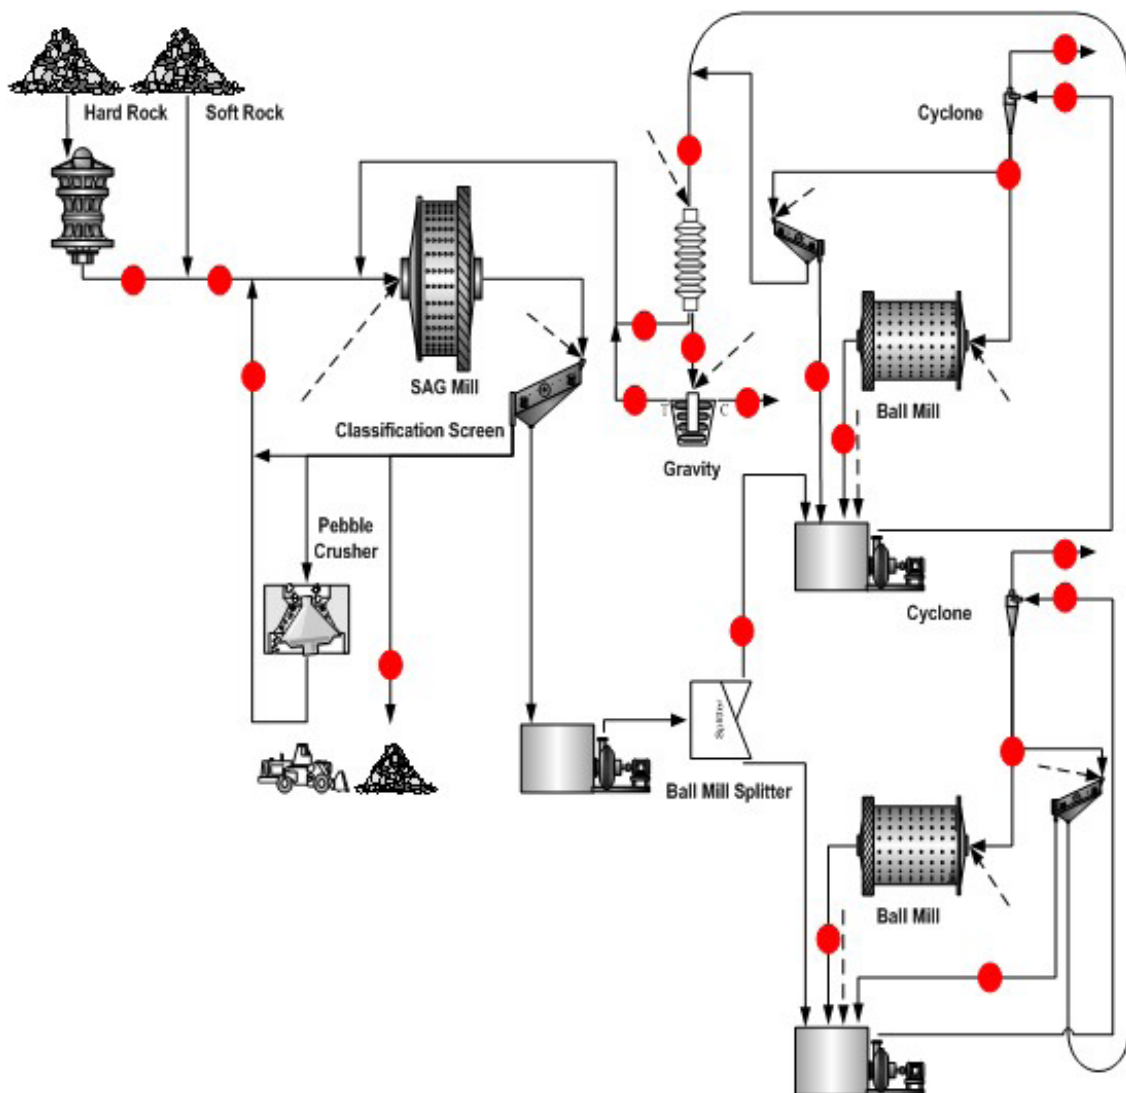 Hard Rock
Soft Rock
Cyclone
SAG Mill
Classification Screen
T
C
Gravity
Ball Mill
Pebble
Crusher
Cyclone
Splitter
Ball Mill Splitter
Ball Mill